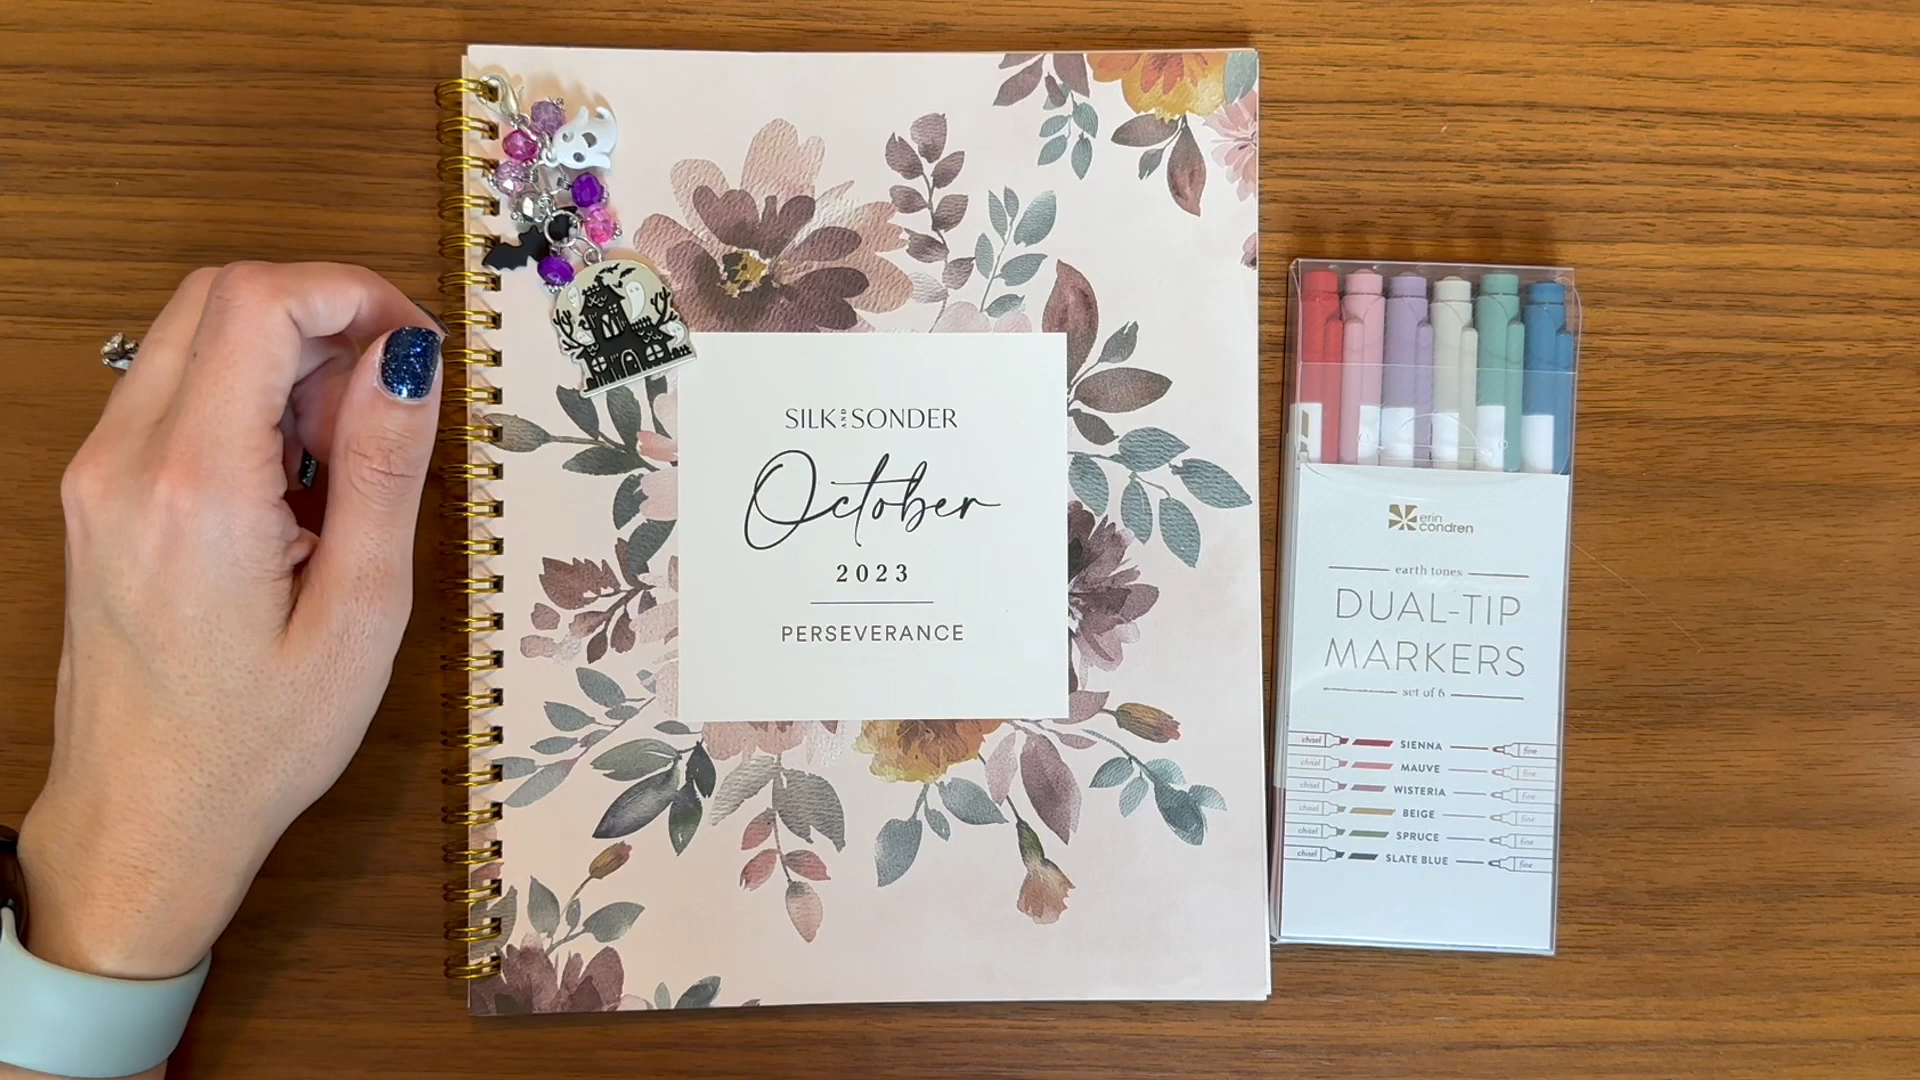 SILK AND SONDER
October
2023
PERSEVERANCE
erin
condren
earth tones
DUAL-TIP
MARKERS
set of 6
chisel SIENNA fine
chisel MAUVE fine
chisel WISTERIA fine
chisel BEIGE fine
chisel SPRUCE fine
chisel SLATE BLUE fine